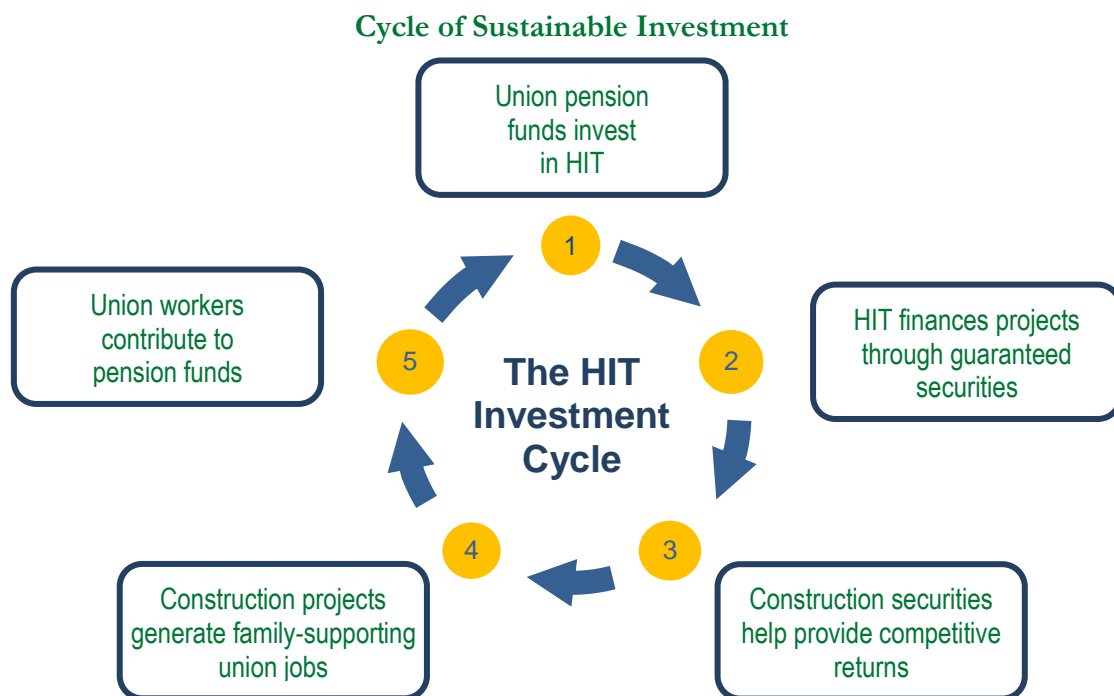 Cycle of Sustainable Investment
Union pension
funds invest
in HIT
1
HIT finances projects
through guaranteed
securities
2
Construction securities
help provide competitive
returns
3
Construction projects
generate family-supporting
union jobs
4
Union workers
contribute to
pension funds
5
The HIT
Investment
Cycle